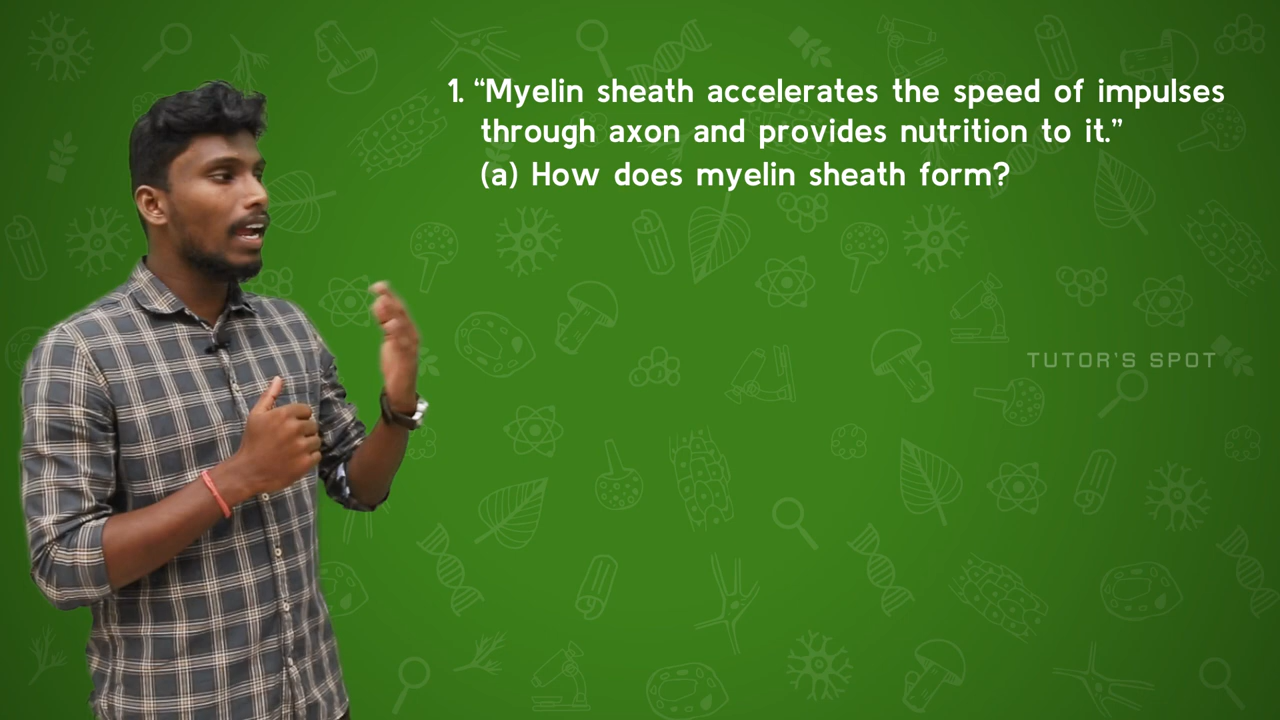 1. “Myelin sheath accelerates the speed of impulses
through axon and provides nutrition to it.”
(a) How does myelin sheath form?
TUTOR'S SPOT